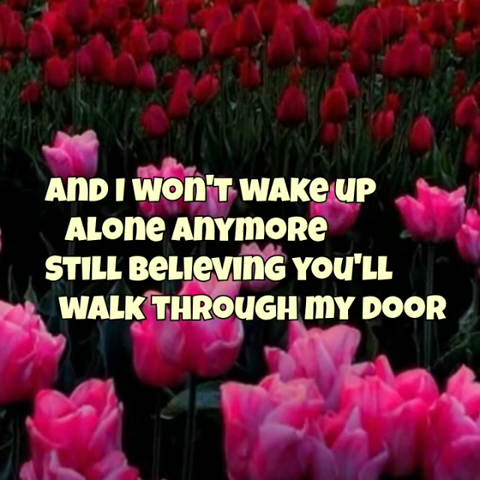 And I won't wake up
alone anymore
Still believing you'll
walk through my door